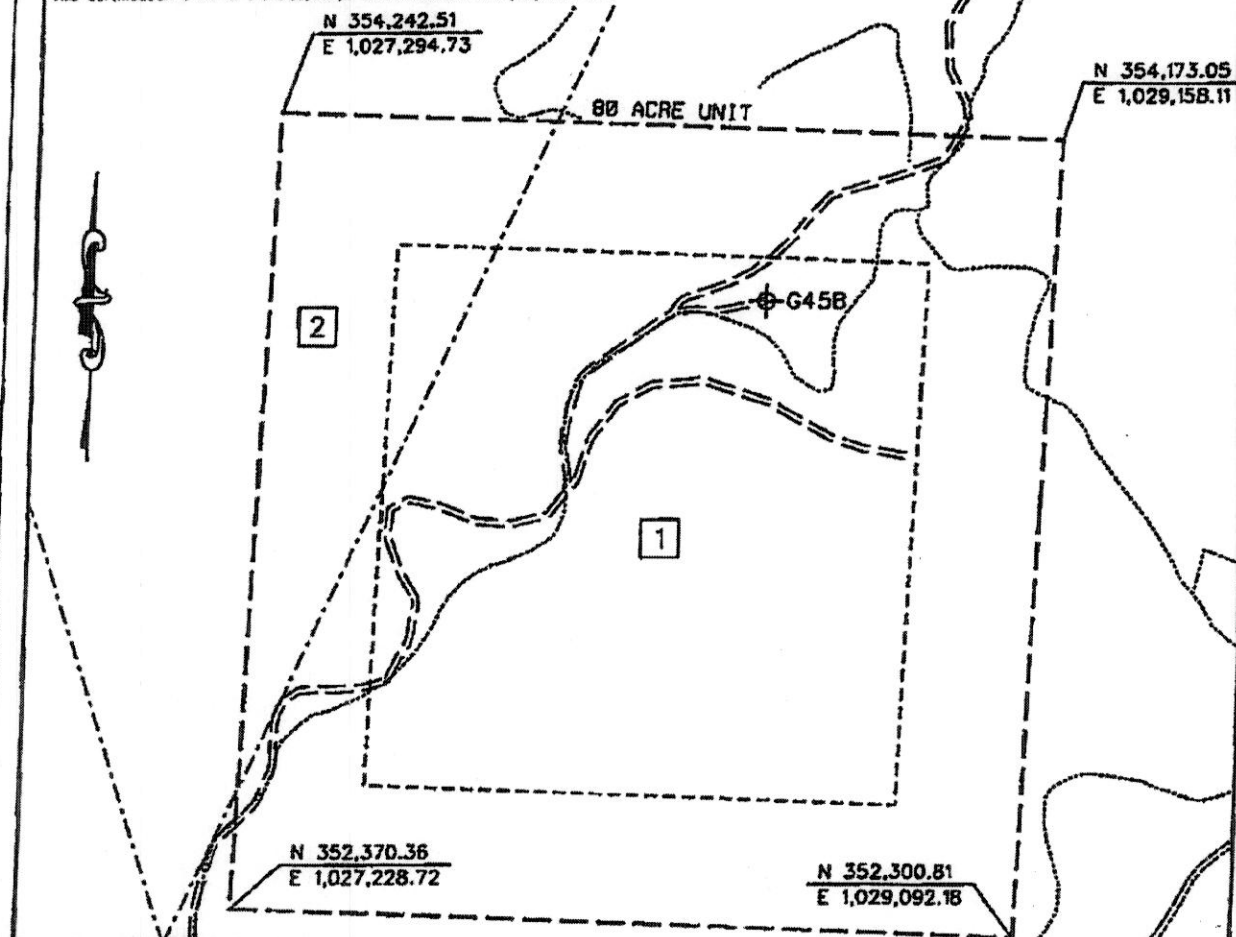 N 354,242.51
E 1,027,294.73
N 354,173.05
E 1,029,158.11
80 ACRE UNIT
2
G45B
1
N 352,370.36
E 1,027,228.72
N 352,300.81
E 1,029,092.18